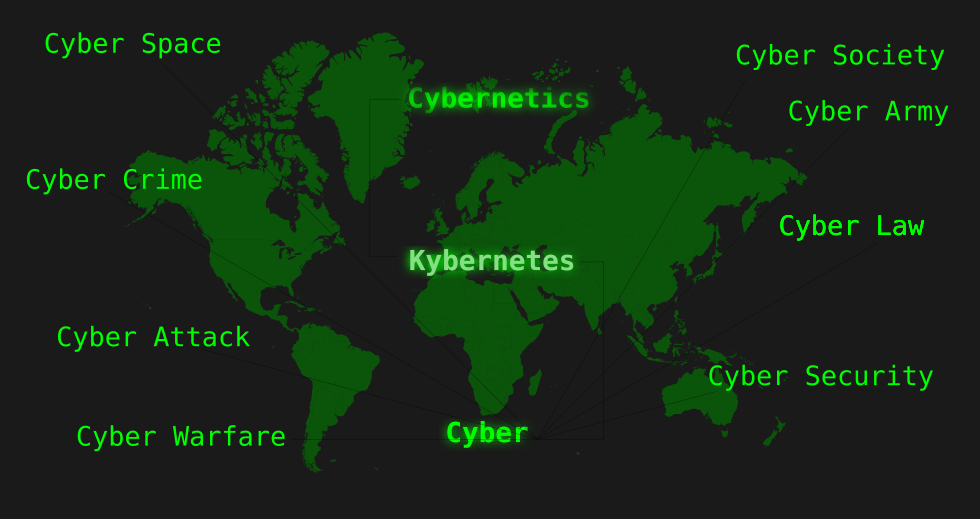 Cyber Space
Cyber Society
Cybernetics
Cyber Army
Cyber Crime
Cyber Law
Kybernetes
Cyber Attack
Cyber Security
Cyber
Cyber Warfare